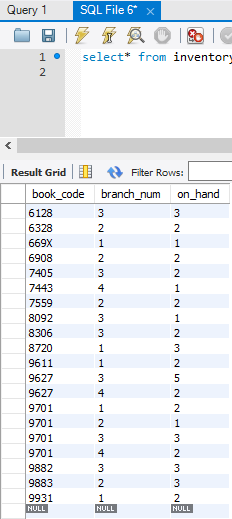 Query 1 SQL File 6* ×
1 select* from inventory
2
Result Grid Filter Rows:
book_code branch_num on_hand
6128 3 3
6328 2 2
669X 1 1
6908 2 2
7405 3 2
7443 4 1
7559 2 2
8092 3 1
8306 3 2
8720 1 3
9611 1 2
9627 3 5
9627 4 2
9701 1 2
9701 2 1
9701 3 3
9701 4 2
9882 3 3
9883 2 3
9931 1 2
NULL NULL NULL